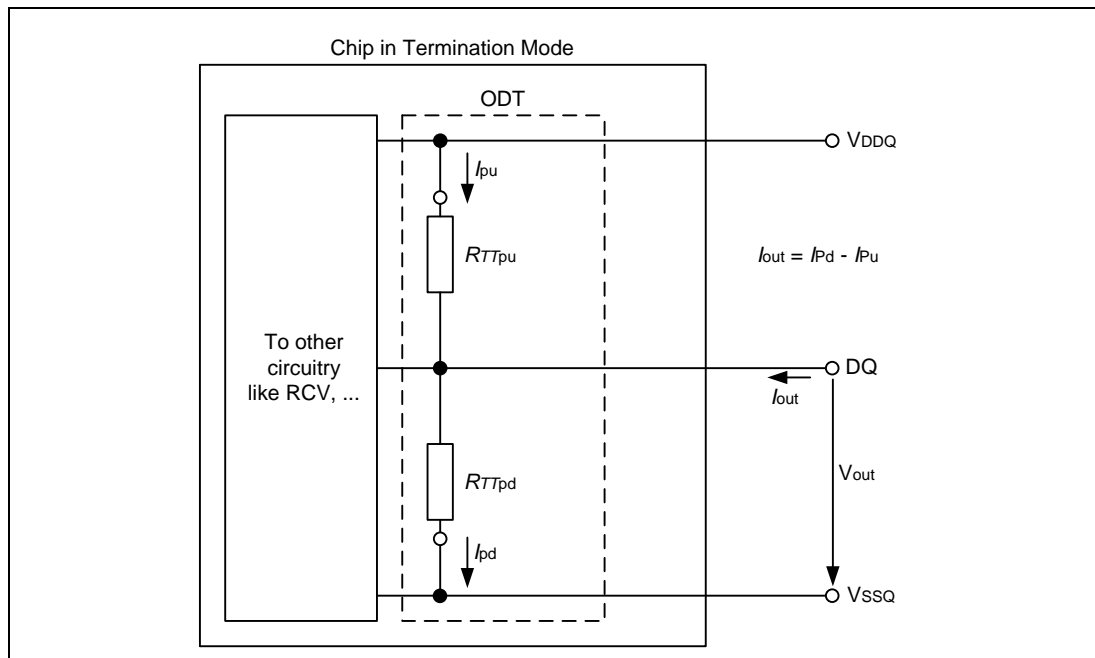 Chip in Termination Mode
ODT
VDDQ
Ipu
RTTpu
Iout = IPd - IPu
To other
circuitry
like RCV, ...
DQ
Iout
RTTpd
Vout
Ipd
VSSQ